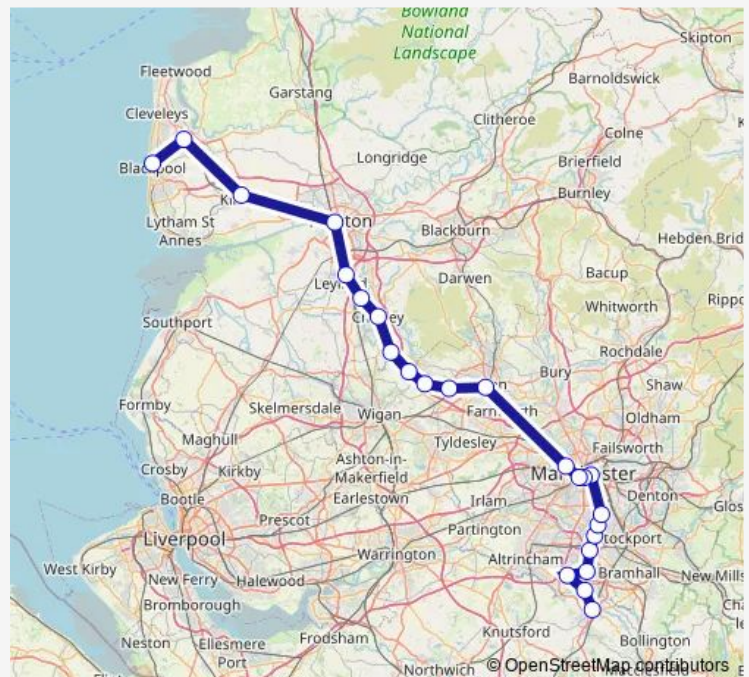 Bowland
National
Landscape
Skipton
Fleetwood
Garstang
Barnoldswick
Cleveleys
Clitheroe
Colne
Longridge
Brierfield
Blackpool
Burnley
Lytham St
Annes
Blackburn
Hebden Brid
Darwen
Bacup
Whitworth
Southport
Rochdale
Bury
Shaw
Formby
Skelmersdale
Wigan
Oldham
Maghull
Tyldesley
Failsworth
Crosby
Kirkby
Ashton-in-
Makerfield
Denton
Bootle
Earlestown
Irlam
Glos
Prescot
Liverpool
Warrington
Partington
West Kirby
New Ferry
Halewood
Altrincham
Bramhall
New Mills
Bromborough
Neston
Ellesmere
Port
Frodsham
Knutsford
Bollington
Northwich
© OpenStreetMap contributors